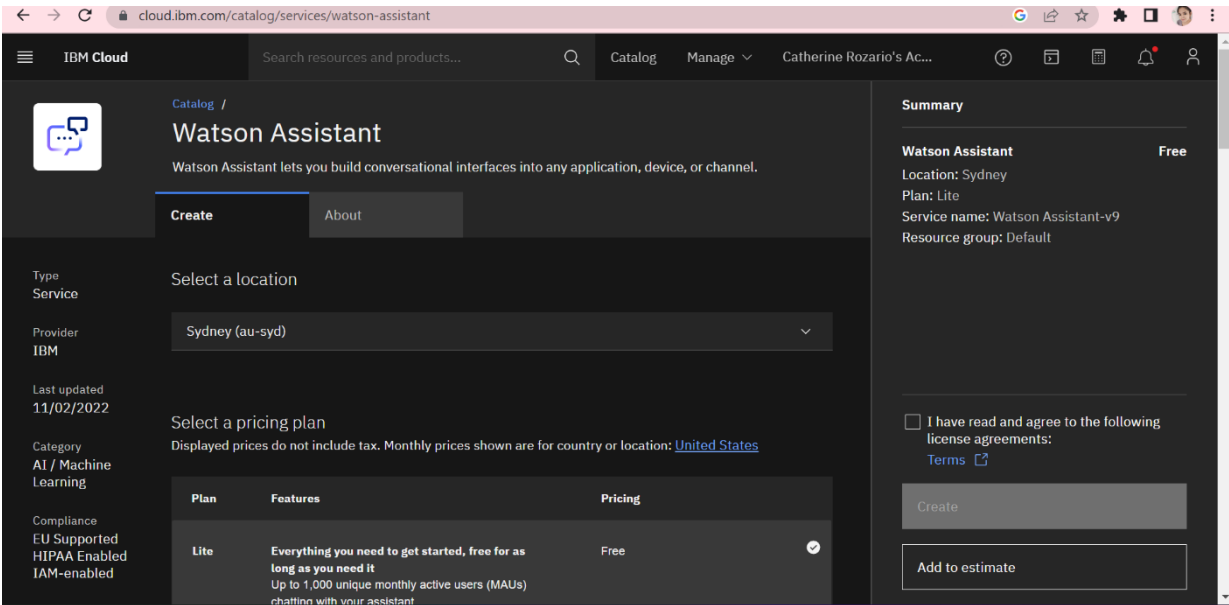 cloud.ibm.com/catalog/services/watson-assistant
IBM Cloud
Search resources and products...
Catalog
Manage
Catherine Rozario's Ac...
Catalog /
Watson Assistant
Watson Assistant lets you build conversational interfaces into any application, device, or channel.
Create
About
Type
Service
Provider
IBM
Last updated
11/02/2022
Category
AI / Machine
Learning
Compliance
EU Supported
HIPAA Enabled
IAM-enabled
Select a location
Sydney (au-syd)
Select a pricing plan
Displayed prices do not include tax. Monthly prices shown are for country or location: United States
Plan Features Pricing
Lite Everything you need to get started, free for as Free
long as you need it
Up to 1,000 unique monthly active users (MAUs)
chatting with your assistant
Summary
Watson Assistant Free
Location: Sydney
Plan: Lite
Service name: Watson Assistant-v9
Resource group: Default
I have read and agree to the following
license agreements:
Terms
Create
Add to estimate